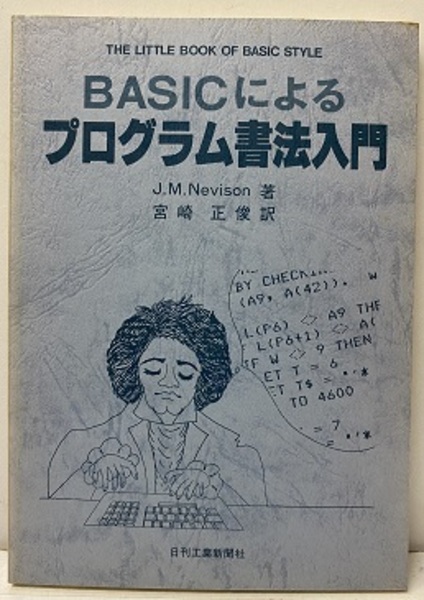 THE LITTLE BOOK OF BASIC STYLE
BASICによる
プログラム書法入門
J.M.Nevison 著
宮崎 正俊 訳
BY CHECK
(A9, A(42)). W
L(P6) <> A9 THE
L(P6+1) <> A(
F W <> 9 THEN
ET T = 6
ET T$ =
TO 4600
= 7
日刊工業新聞社